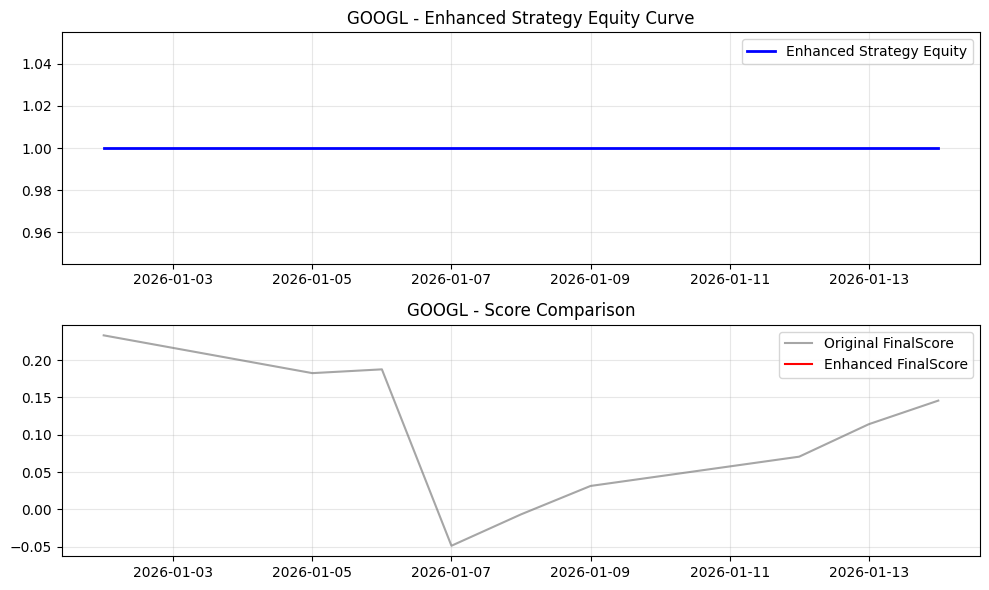 GOOGL - Enhanced Strategy Equity Curve
Enhanced Strategy Equity
1.04
1.02
1.00
0.98
0.96
2026-01-03 2026-01-05 2026-01-07 2026-01-09 2026-01-11 2026-01-13
GOOGL - Score Comparison
Original FinalScore
Enhanced FinalScore
0.20
0.15
0.10
0.05
0.00
−0.05
2026-01-03 2026-01-05 2026-01-07 2026-01-09 2026-01-11 2026-01-13